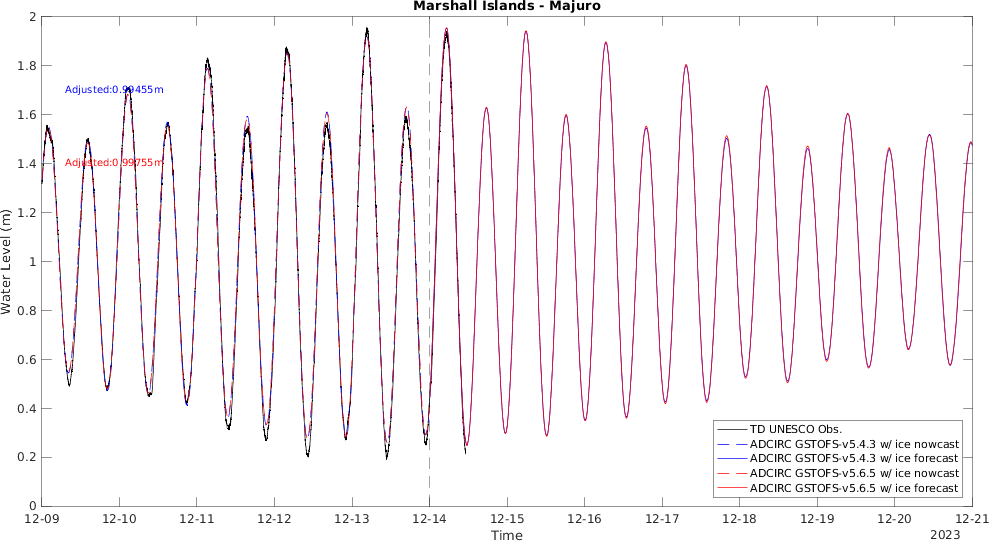 Marshall Islands - Majuro
Water Level (m)
2
1.8
1.6
1.4
1.2
1
0.8
0.6
0.4
0.2
0
Adjusted:0.99455m
Adjusted:0.99755m
TD UNESCO Obs.
ADCIRC GSTOFS-v5.4.3 w/ ice nowcast
ADCIRC GSTOFS-v5.4.3 w/ ice forecast
ADCIRC GSTOFS-v5.6.5 w/ ice nowcast
ADCIRC GSTOFS-v5.6.5 w/ ice forecast
12-09 12-10 12-11 12-12 12-13 12-14 12-15 12-16 12-17 12-18 12-19 12-20 12-21
Time
2023